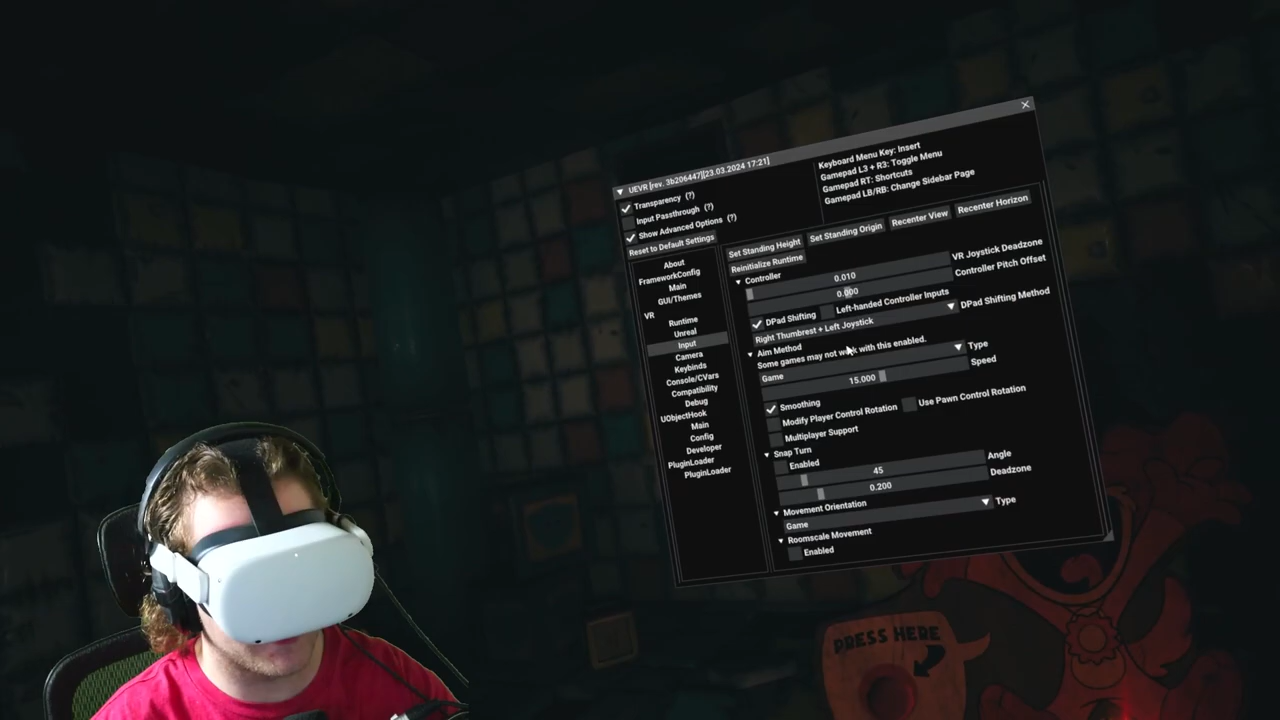 UEVR [rev. 3b206447][23.03.2024 17:21]
Transparency (?)
Input Passthrough (?)
Show Advanced Options (?)
Reset to Default Settings
Keyboard Menu Key: Insert
Gamepad L3 + R3: Toggle Menu
Gamepad RT: Shortcuts
Gamepad LB/RB: Change Sidebar Page
About
FrameworkConfig
Main
GUI/Themes
VR
Runtime
Unreal
Input
Camera
Keybinds
Console/CVars
Compatibility
Debug
UObjectHook
Main
Config
Developer
PluginLoader
PluginLoader
Set Standing Height Set Standing Origin Recenter View Recenter Horizon
Reinitialize Runtime
Controller
0.010 VR Joystick Deadzone
0.000 Controller Pitch Offset
DPad Shifting Left-handed Controller Inputs
Right Thumbrest + Left Joystick DPad Shifting Method
Aim Method
Some games may not work with this enabled.
Game Type
15.000 Speed
Smoothing
Modify Player Control Rotation Use Pawn Control Rotation
Multiplayer Support
Snap Turn
Enabled
45 Angle
0.200 Deadzone
Movement Orientation
Game Type
Roomscale Movement
Enabled
PRESS HERE